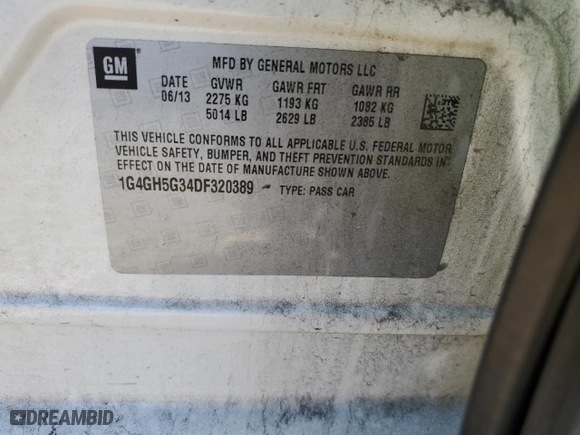 GM
MFD BY GENERAL MOTORS LLC
DATE GVWR GAWR FRT GAWR RR
06/13 2275 KG 1193 KG 1082 KG
5014 LB 2629 LB 2385 LB
THIS VEHICLE CONFORMS TO ALL APPLICABLE U.S. FEDERAL MOTOR
VEHICLE SAFETY, BUMPER, AND THEFT PREVENTION STANDARDS IN
EFFECT ON THE DATE OF MANUFACTURE SHOWN ABOVE.
1G4GH5G34DF320389 TYPE: PASS CAR
DREAMBID